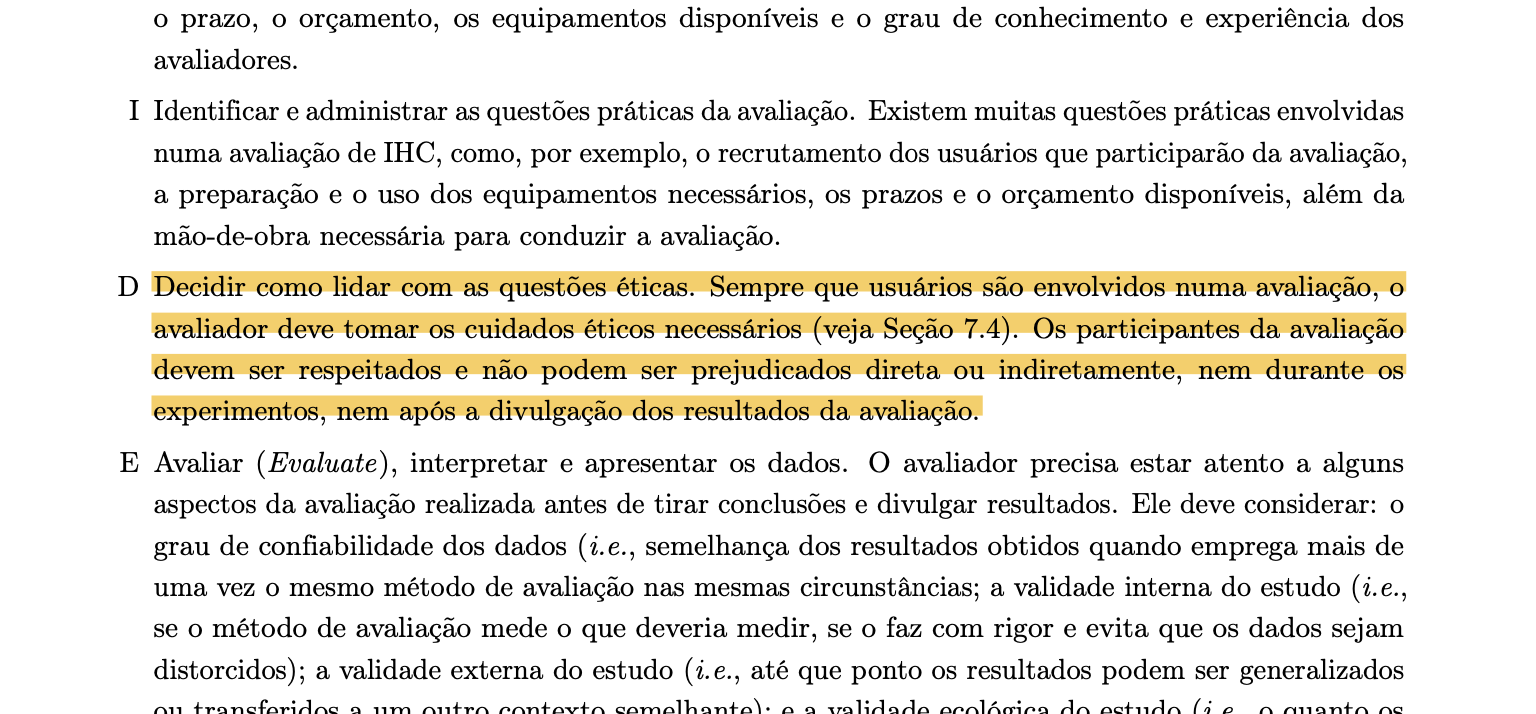 o prazo, o orçamento, os equipamentos disponíveis e o grau de conhecimento e experiência dos
avaliadores.
I Identificar e administrar as questões práticas da avaliação. Existem muitas questões práticas envolvidas
numa avaliação de IHC, como, por exemplo, o recrutamento dos usuários que participarão da avaliação,
a preparação e o uso dos equipamentos necessários, os prazos e o orçamento disponíveis, além da
mão-de-obra necessária para conduzir a avaliação.
D Decidir como lidar com as questões éticas. Sempre que usuários são envolvidos numa avaliação, o
avaliador deve tomar os cuidados éticos necessários (veja Seção 7.4). Os participantes da avaliação
devem ser respeitados e não podem ser prejudicados direta ou indiretamente, nem durante os
experimentos, nem após a divulgação dos resultados da avaliação.
E Avaliar (Evaluate), interpretar e apresentar os dados. O avaliador precisa estar atento a alguns
aspectos da avaliação realizada antes de tirar conclusões e divulgar resultados. Ele deve considerar: o
grau de confiabilidade dos dados (i.e., semelhança dos resultados obtidos quando emprega mais de
uma vez o mesmo método de avaliação nas mesmas circunstâncias; a validade interna do estudo (i.e.,
se o método de avaliação mede o que deveria medir, se o faz com rigor e evita que os dados sejam
distorcidos); a validade externa do estudo (i.e., até que ponto os resultados podem ser generalizados
ou transferidos a um outro contexto semelhante); e a validade ecológica do estudo (i.e., o quanto os